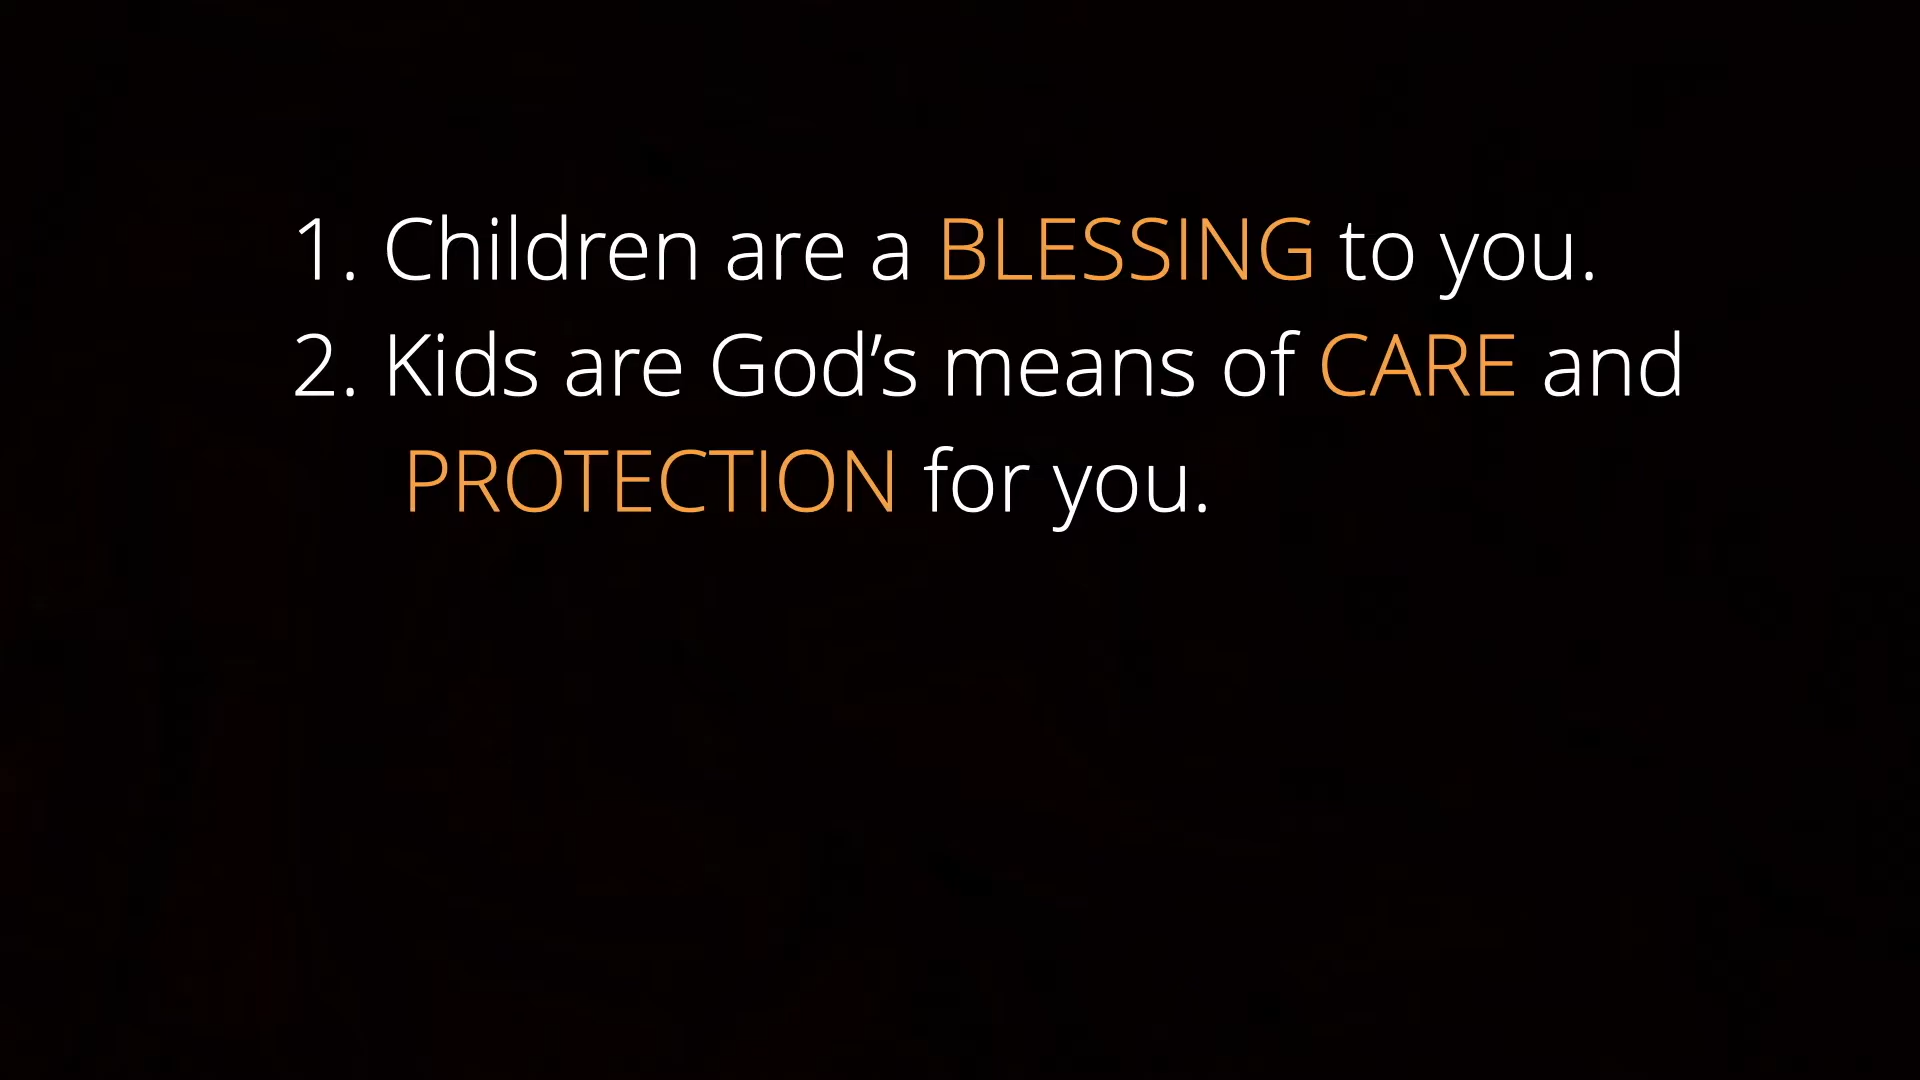 1. Children are a BLESSING to you.
2. Kids are God’s means of CARE and
PROTECTION for you.